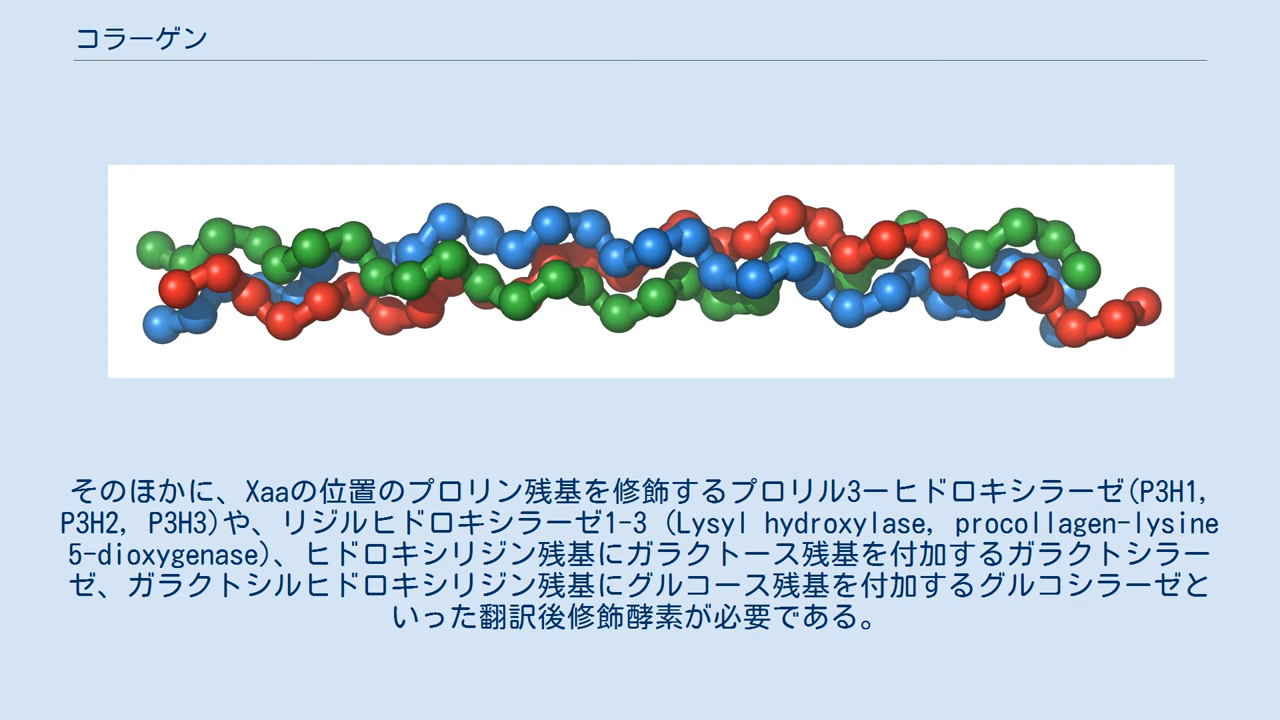 コラーゲン
そのほかに、Xaaの位置のプロリン残基を修飾するプロリル3ーヒドロキシラーゼ(P3H1,
P3H2, P3H3)や、リジルヒドロキシラーゼ1-3 (Lysyl hydroxylase, procollagen-lysine
5-dioxygenase)、ヒドロキシリジン残基にガラクトース残基を付加するガラクトシラー
ゼ、ガラクトシルヒドロキシリジン残基にグルコース残基を付加するグルコシラーゼと
いった翻訳後修飾酵素が必要である。